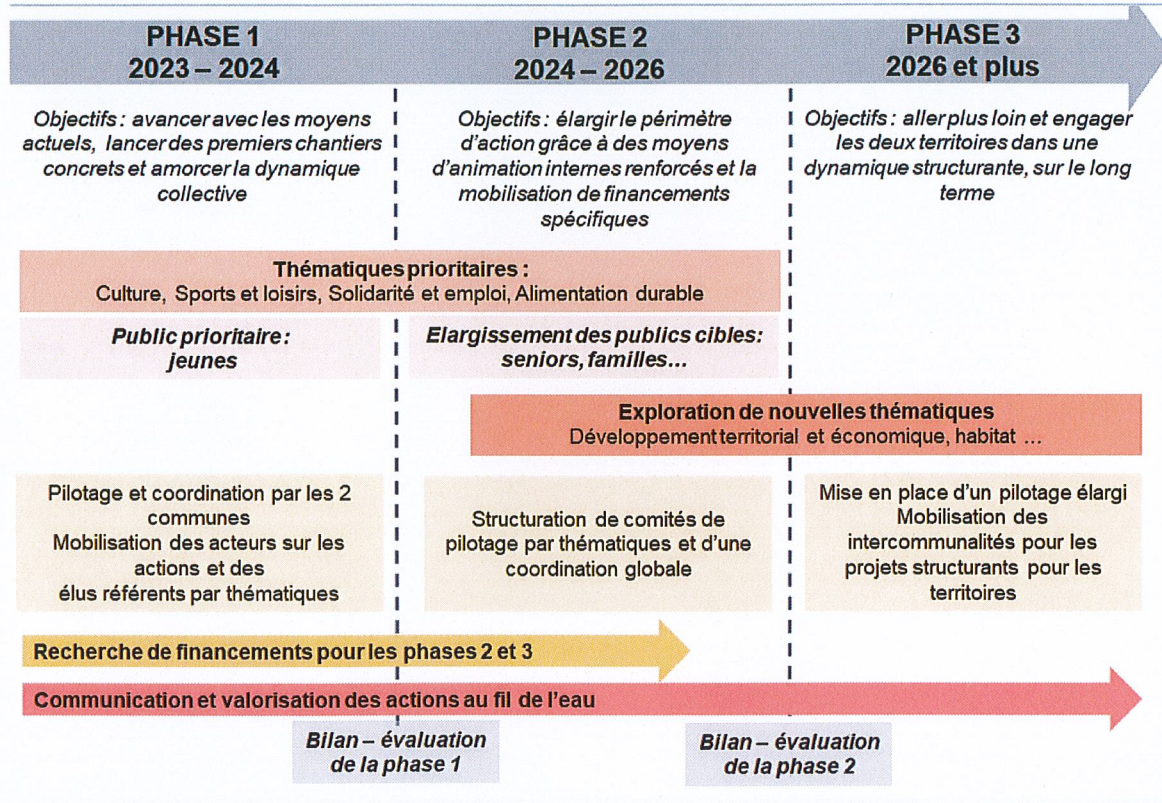 PHASE 1
2023 – 2024
PHASE 2
2024 – 2026
PHASE 3
2026 et plus
Objectifs : avancer avec les moyens
actuels, lancer des premiers chantiers
concrets et amorcer la dynamique
collective
Objectifs : élargir le périmètre
d'action grâce à des moyens
d'animation internes renforcés et la
mobilisation de financements
spécifiques
Objectifs : aller plus loin et engager
les deux territoires dans une
dynamique structurante, sur le long
terme
Thématiques prioritaires :
Culture, Sports et loisirs, Solidarité et emploi, Alimentation durable
Public prioritaire :
jeunes
Elargissement des publics cibles:
seniors, familles...
Exploration de nouvelles thématiques
Développement territorial et économique, habitat ...
Pilotage et coordination par les 2
communes
Mobilisation des acteurs sur les
actions et des
élus référents par thématiques
Structuration de comités de
pilotage par thématiques et d'une
coordination globale
Mise en place d'un pilotage élargi
Mobilisation des
intercommunalités pour les
projets structurants pour les
territoires
Recherche de financements pour les phases 2 et 3
Communication et valorisation des actions au fil de l'eau
Bilan – évaluation
de la phase 1
Bilan – évaluation
de la phase 2